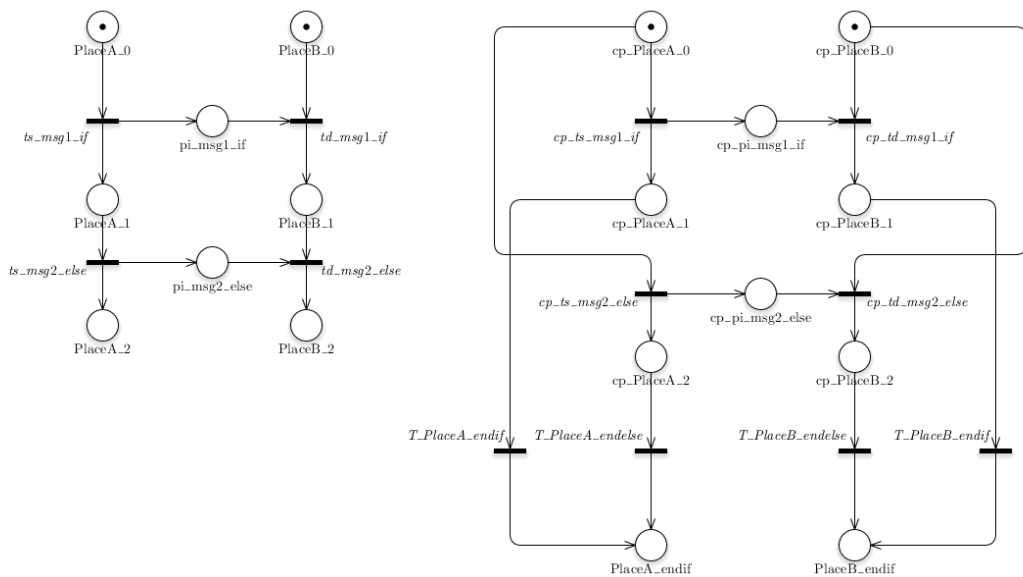 PlaceA_0
PlaceB_0
cp_PlaceA_0
cp_PlaceB_0
ts_msg1_if
pi_msg1_if
td_msg1_if
cp_ts_msg1_if
cp_pi_msg1_if
cp_td_msg1_if
PlaceA_1
PlaceB_1
cp_PlaceA_1
cp_PlaceB_1
ts_msg2_else
pi_msg2_else
td_msg2_else
cp_ts_msg2_else
cp_pi_msg2_else
cp_td_msg2_else
PlaceA_2
PlaceB_2
cp_PlaceA_2
cp_PlaceB_2
T_PlaceA_endif
T_PlaceA_endelse
T_PlaceB_endelse
T_PlaceB_endif
PlaceA_endif
PlaceB_endif